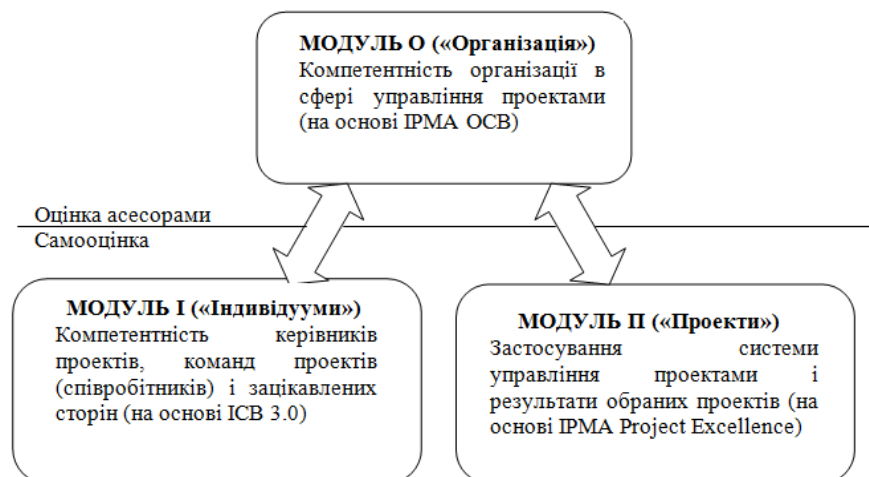 МОДУЛЬ О («Організація»)
Компетентність організації в
сфері управління проектами
(на основі IPMA OCB)
Оцінка асесорами
Самооцінка
МОДУЛЬ І («Індивідууми»)
Компетентність керівників
проектів, команд проектів
(співробітників) і зацікавлених
сторін (на основі ICB 3.0)
МОДУЛЬ П («Проекти»)
Застосування системи
управління проектами і
результати обраних проектів (на
основі IPMA Project Excellence)